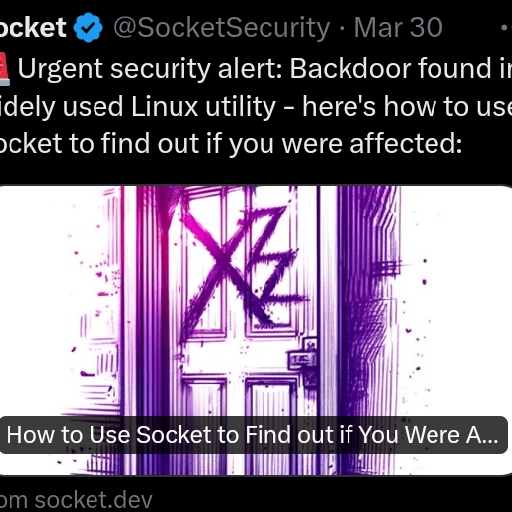 ocket @SocketSecurity · Mar 30
🚨 Urgent security alert: Backdoor found in
idely used Linux utility - here's how to use
ocket to find out if you were affected:
XZ
How to Use Socket to Find out if You Were A...
om socket.dev